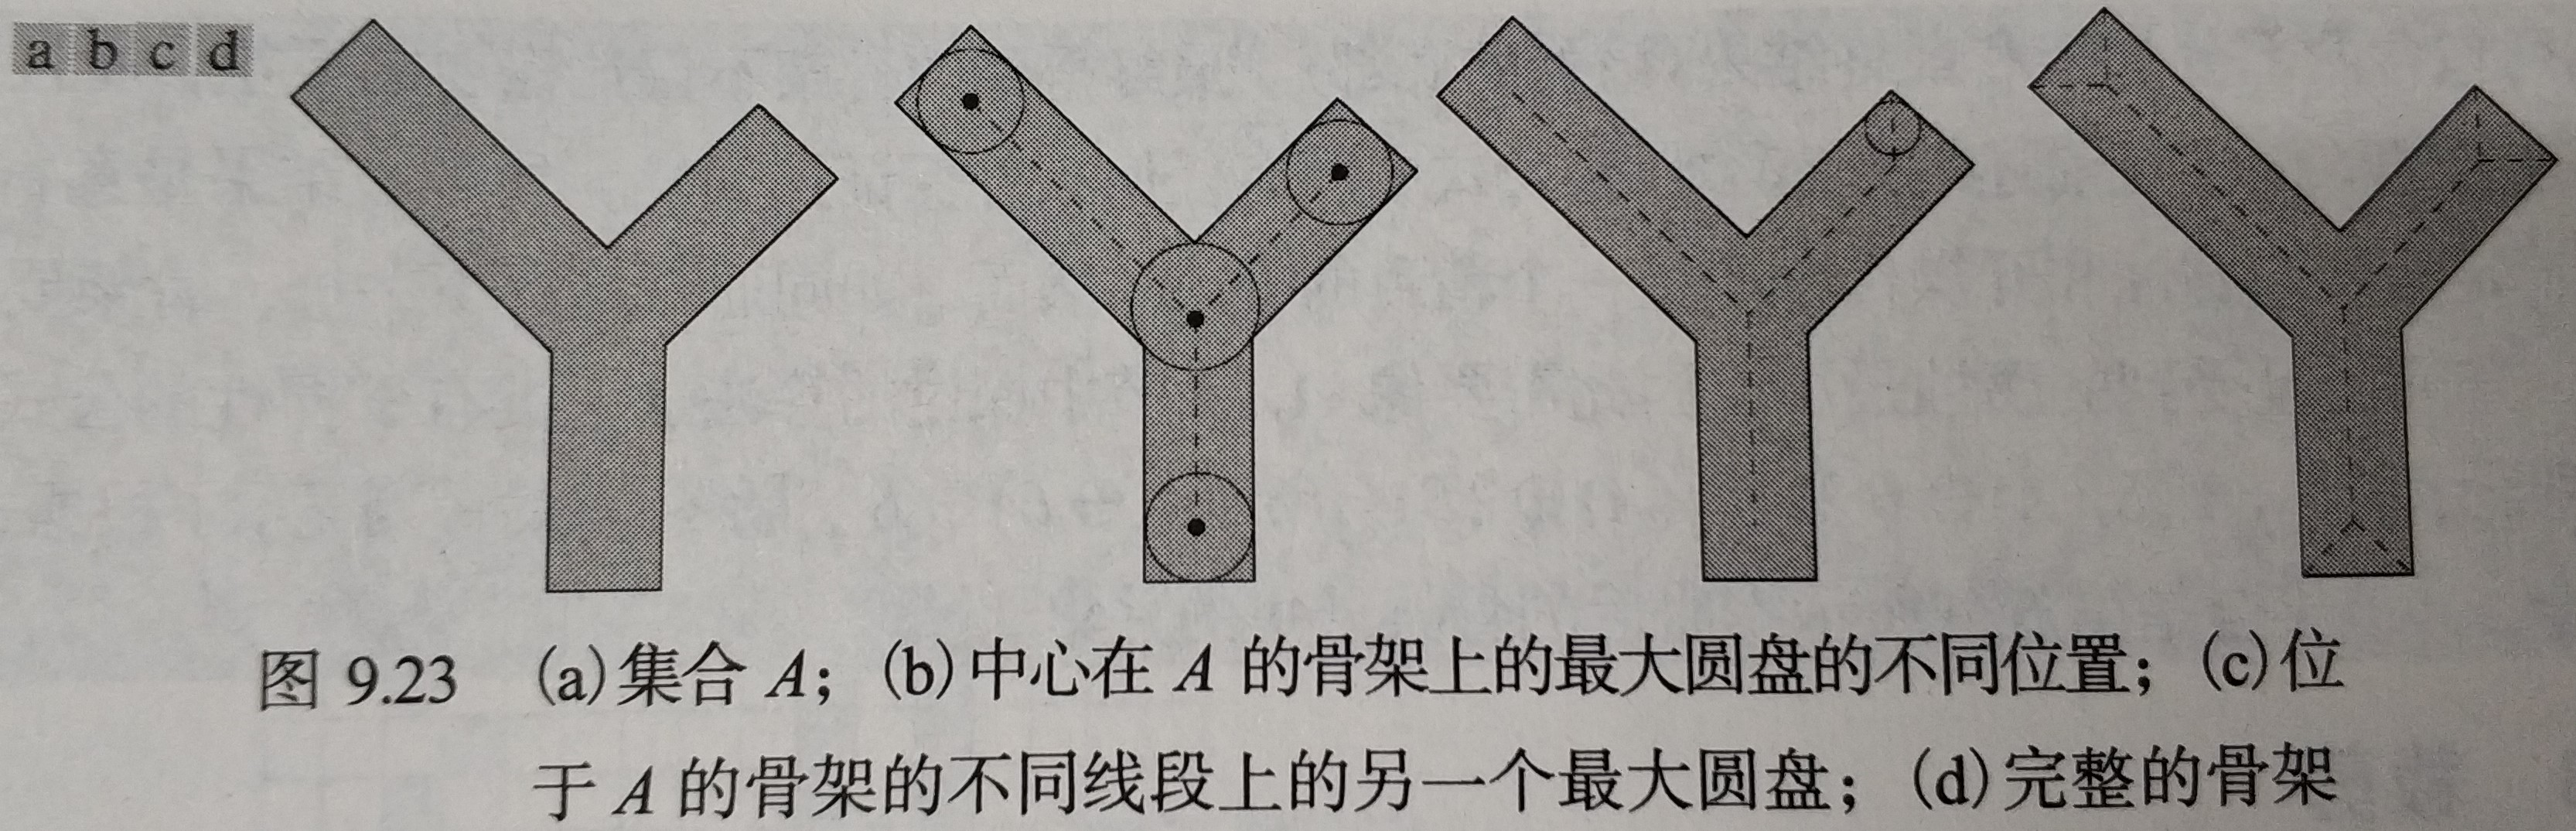 a b c d
图 9.23 (a)集合 A；(b)中心在 A 的骨架上的最大圆盘的不同位置；(c)位
于 A 的骨架的不同线段上的另一个最大圆盘；(d)完整的骨架